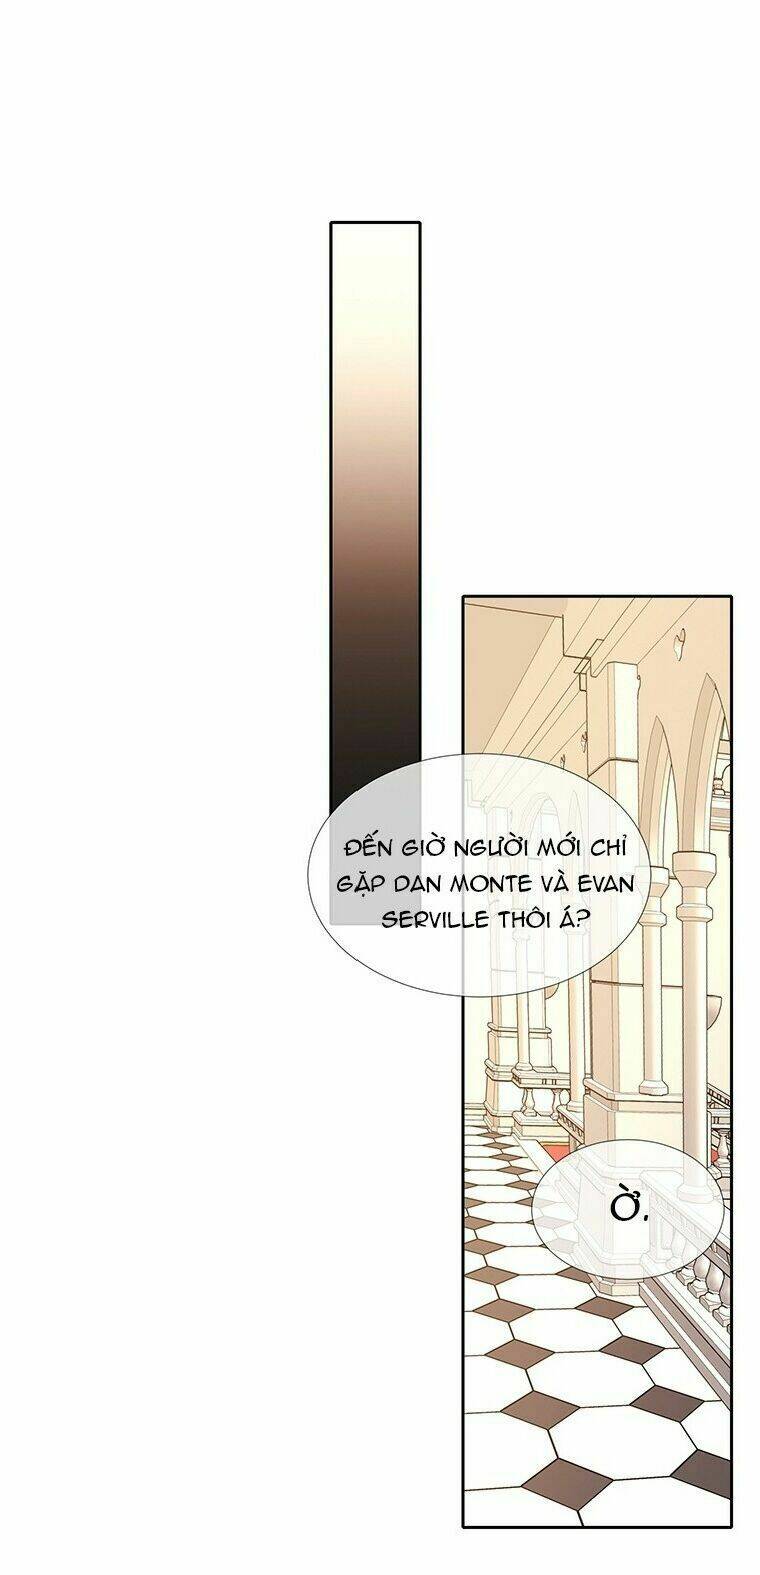 ĐẾN GIỜ NGƯỜI MỚI CHỈ
GẶP DAN MONTE VÀ EVAN
SERVILLE THÔI Á?
Ờ.